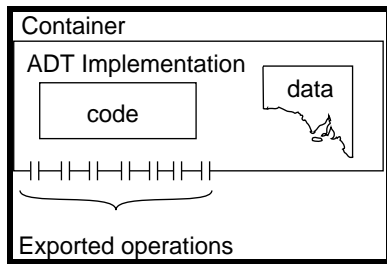 Container
ADT Implementation
data
code
Exported operations